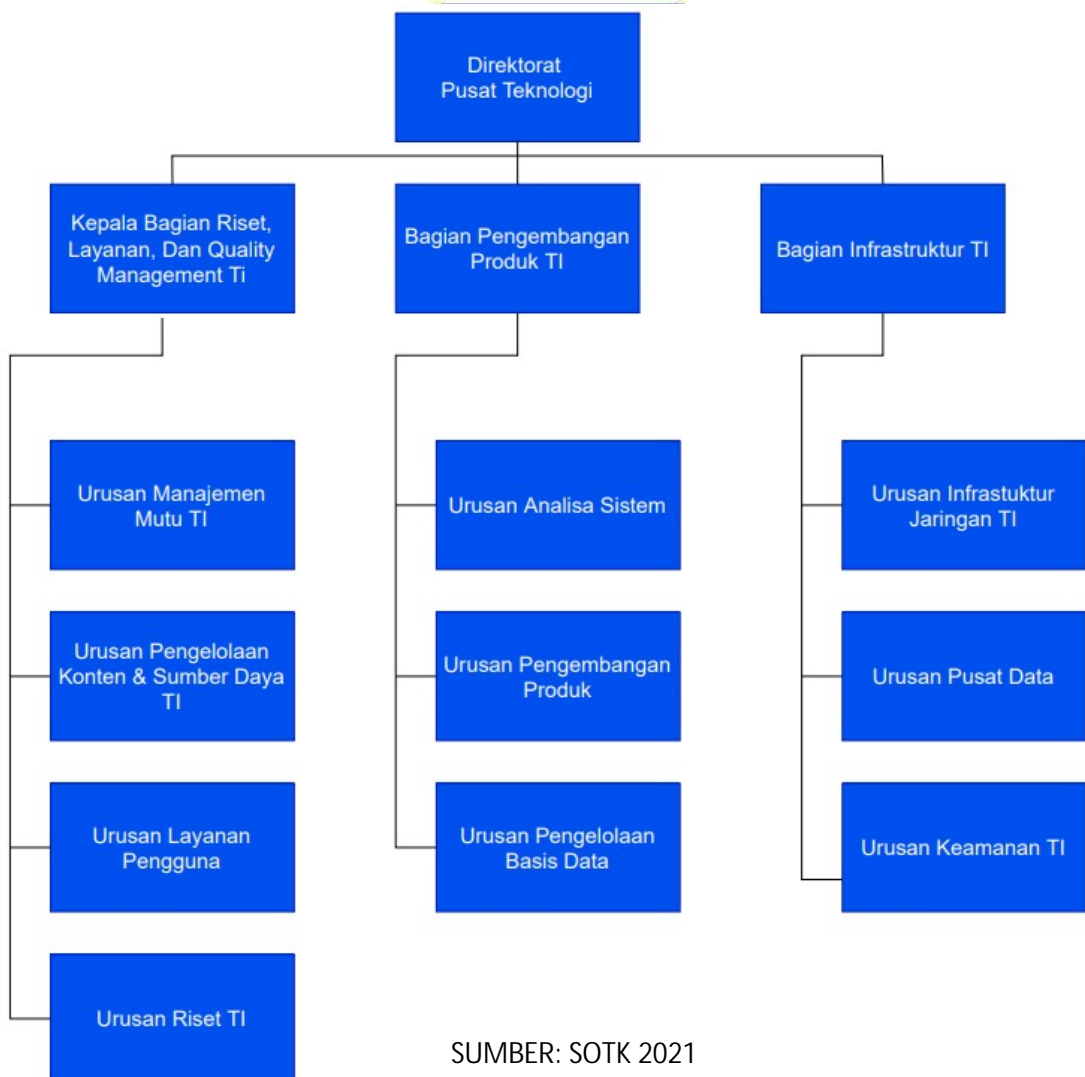 Direktorat
Pusat Teknologi
Kepala Bagian Riset,
Layanan, Dan Quality
Management Ti
Bagian Pengembangan
Produk TI
Bagian Infrastruktur TI
Urusan Manajemen
Mutu TI
Urusan Analisa Sistem
Urusan Infrastuktur
Jaringan TI
Urusan Pengelolaan
Konten & Sumber Daya
TI
Urusan Pengembangan
Produk
Urusan Pusat Data
Urusan Layanan
Pengguna
Urusan Pengelolaan
Basis Data
Urusan Keamanan TI
Urusan Riset TI
SUMBER: SOTK 2021